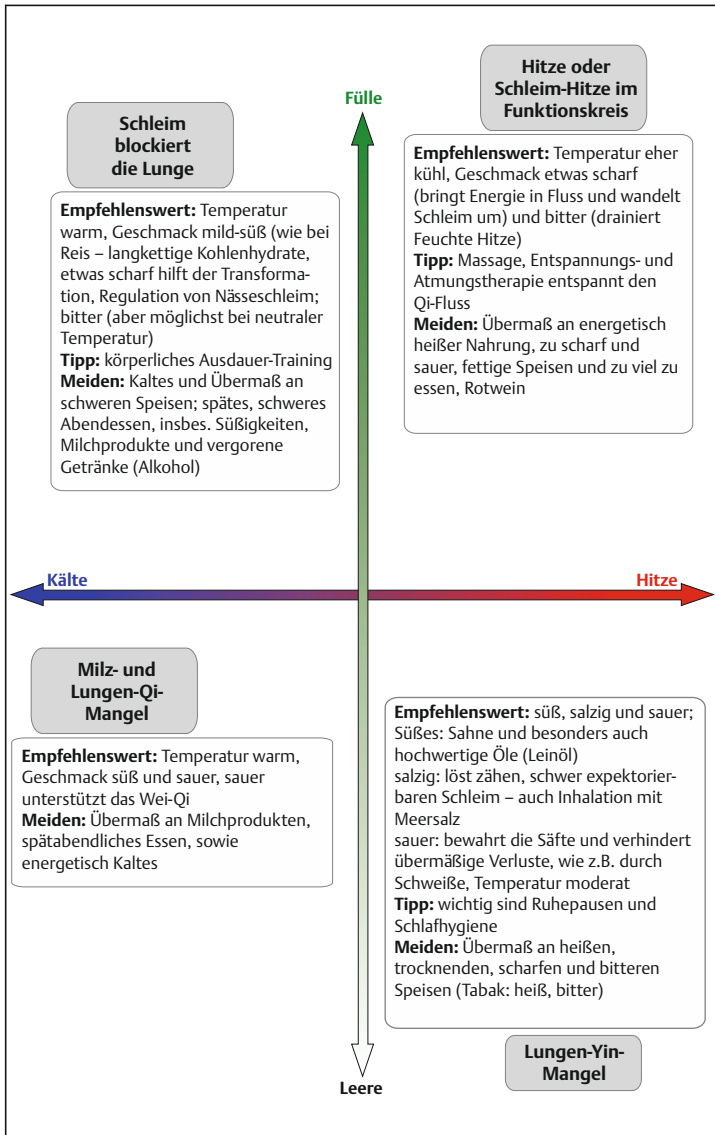 Fülle
Schleim
blockiert
die Lunge
Empfehlenswert: Temperatur
warm, Geschmack mild-süß (wie bei
Reis – langkettige Kohlenhydrate,
etwas scharf hilft der Transforma-
tion, Regulation von Nässeschleim;
bitter (aber möglichst bei neutraler
Temperatur)
Tipp: körperliches Ausdauer-Training
Meiden: Kaltes und Übermaß an
schweren Speisen; spätes, schweres
Abendessen, insbes. Süßigkeiten,
Milchprodukte und vergorene
Getränke (Alkohol)
Hitze oder
Schleim-Hitze im
Funktionskreis
Empfehlenswert: Temperatur eher
kühl, Geschmack etwas scharf
(bringt Energie in Fluss und wandelt
Schleim um) und bitter (drainiert
Feuchte Hitze)
Tipp: Massage, Entspannungs- und
Atmungstherapie entspannt den
Qi-Fluss
Meiden: Übermaß an energetisch
heißer Nahrung, zu scharf und
sauer, fettige Speisen und zu viel zu
essen, Rotwein
Kälte
Hitze
Milz- und
Lungen-Qi-
Mangel
Empfehlenswert: Temperatur warm,
Geschmack süß und sauer, sauer
unterstützt das Wei-Qi
Meiden: Übermaß an Milchprodukten,
spätabendliches Essen, sowie
energetisch Kaltes
Empfehlenswert: süß, salzig und sauer;
Süßes: Sahne und besonders auch
hochwertige Öle (Leinöl)
salzig: löst zähen, schwer expektorier-
baren Schleim – auch Inhalation mit
Meersalz
sauer: bewahrt die Säfte und verhindert
übermäßige Verluste, wie z.B. durch
Schweiße, Temperatur moderat
Tipp: wichtig sind Ruhepausen und
Schlafhygiene
Meiden: Übermaß an heißen,
trocknenden, scharfen und bitteren
Speisen (Tabak: heiß, bitter)
Lungen-Yin-
Mangel
Leere